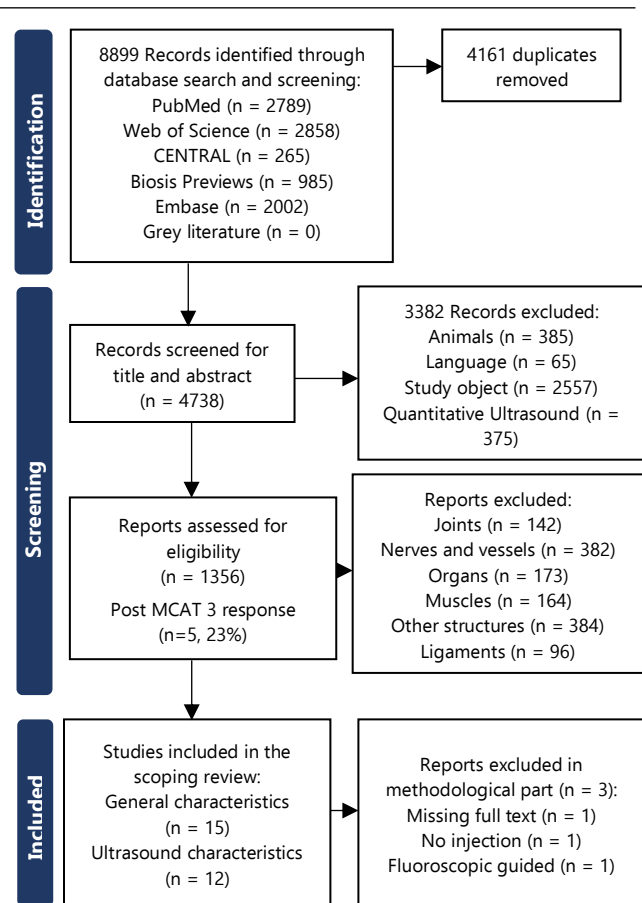 Identification
8899 Records identified through
database search and screening:
PubMed (n = 2789)
Web of Science (n = 2858)
CENTRAL (n = 265)
Biosis Previews (n = 985)
Embase (n = 2002)
Grey literature (n = 0)
4161 duplicates
removed
Screening
Records screened for
title and abstract
(n = 4738)
3382 Records excluded:
Animals (n = 385)
Language (n = 65)
Study object (n = 2557)
Quantitative Ultrasound (n =
375)
Reports assessed for
eligibility
(n = 1356)
Post MCAT 3 response
(n=5, 23%)
Reports excluded:
Joints (n = 142)
Nerves and vessels (n = 382)
Organs (n = 173)
Muscles (n = 164)
Other structures (n = 384)
Ligaments (n = 96)
Included
Studies included in the
scoping review:
General characteristics
(n = 15)
Ultrasound characteristics
(n = 12)
Reports excluded in
methodological part (n = 3):
Missing full text (n = 1)
No injection (n = 1)
Fluoroscopic guided (n = 1)